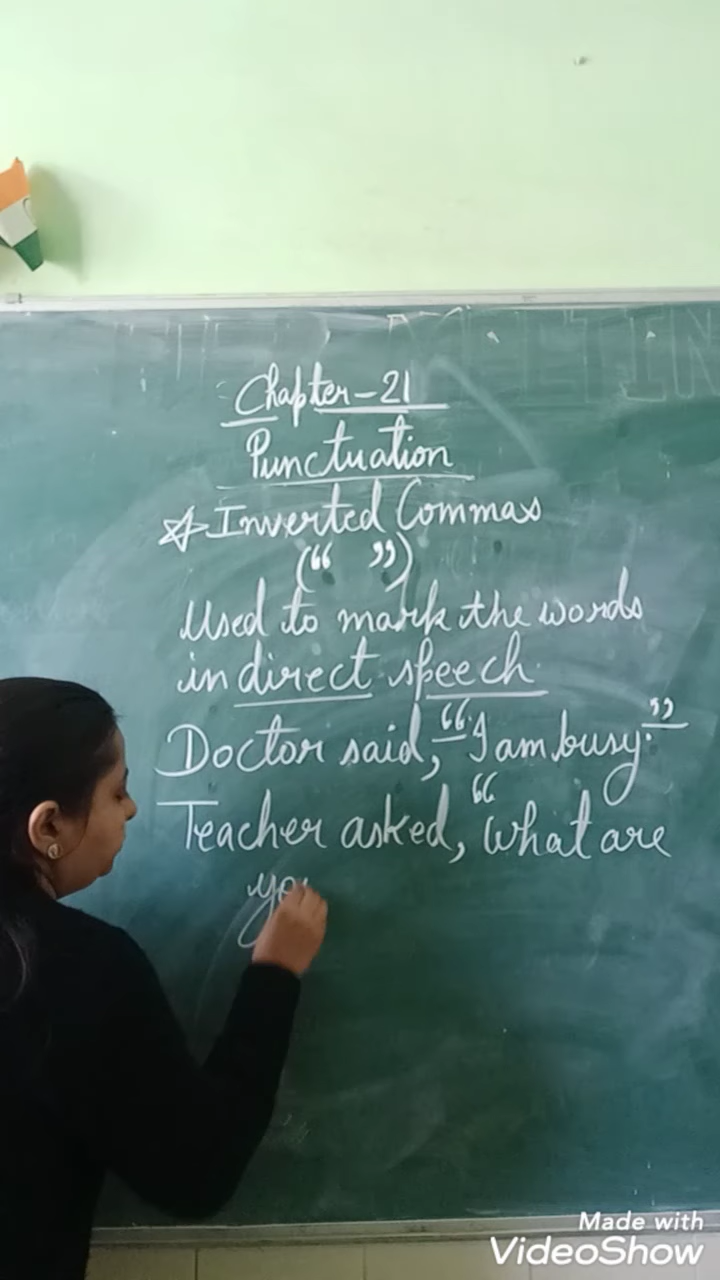 Chapter-21
Punctuation
☆ Inverted Commas
(“ ”)
Used to mark the words
in direct speech.
Doctor said, “I am busy.”
Teacher asked, “What are
yo
Made with
VideoShow